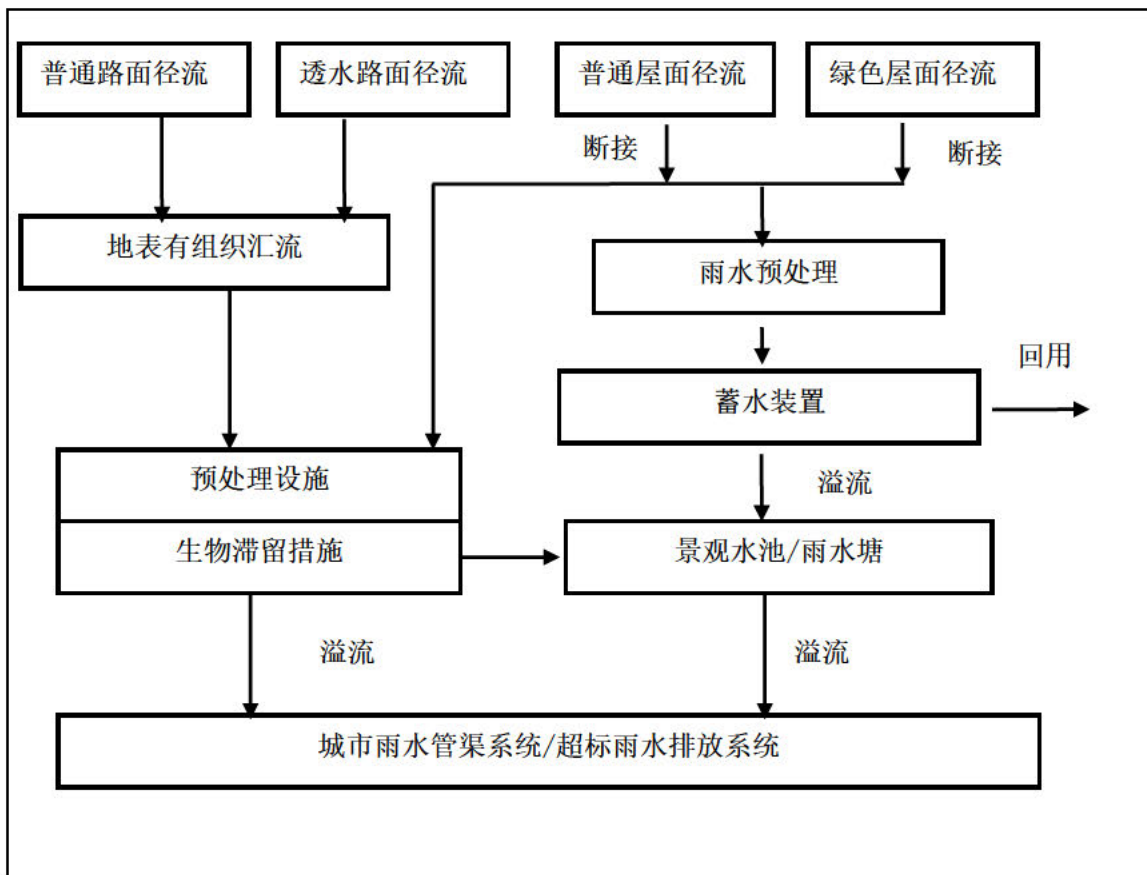 普通路面径流
透水路面径流
普通屋面径流
绿色屋面径流
断接
断接
地表有组织汇流
雨水预处理
回用
蓄水装置
预处理设施
溢流
生物滞留措施
景观水池/雨水塘
溢流
溢流
城市雨水管渠系统/超标雨水排放系统